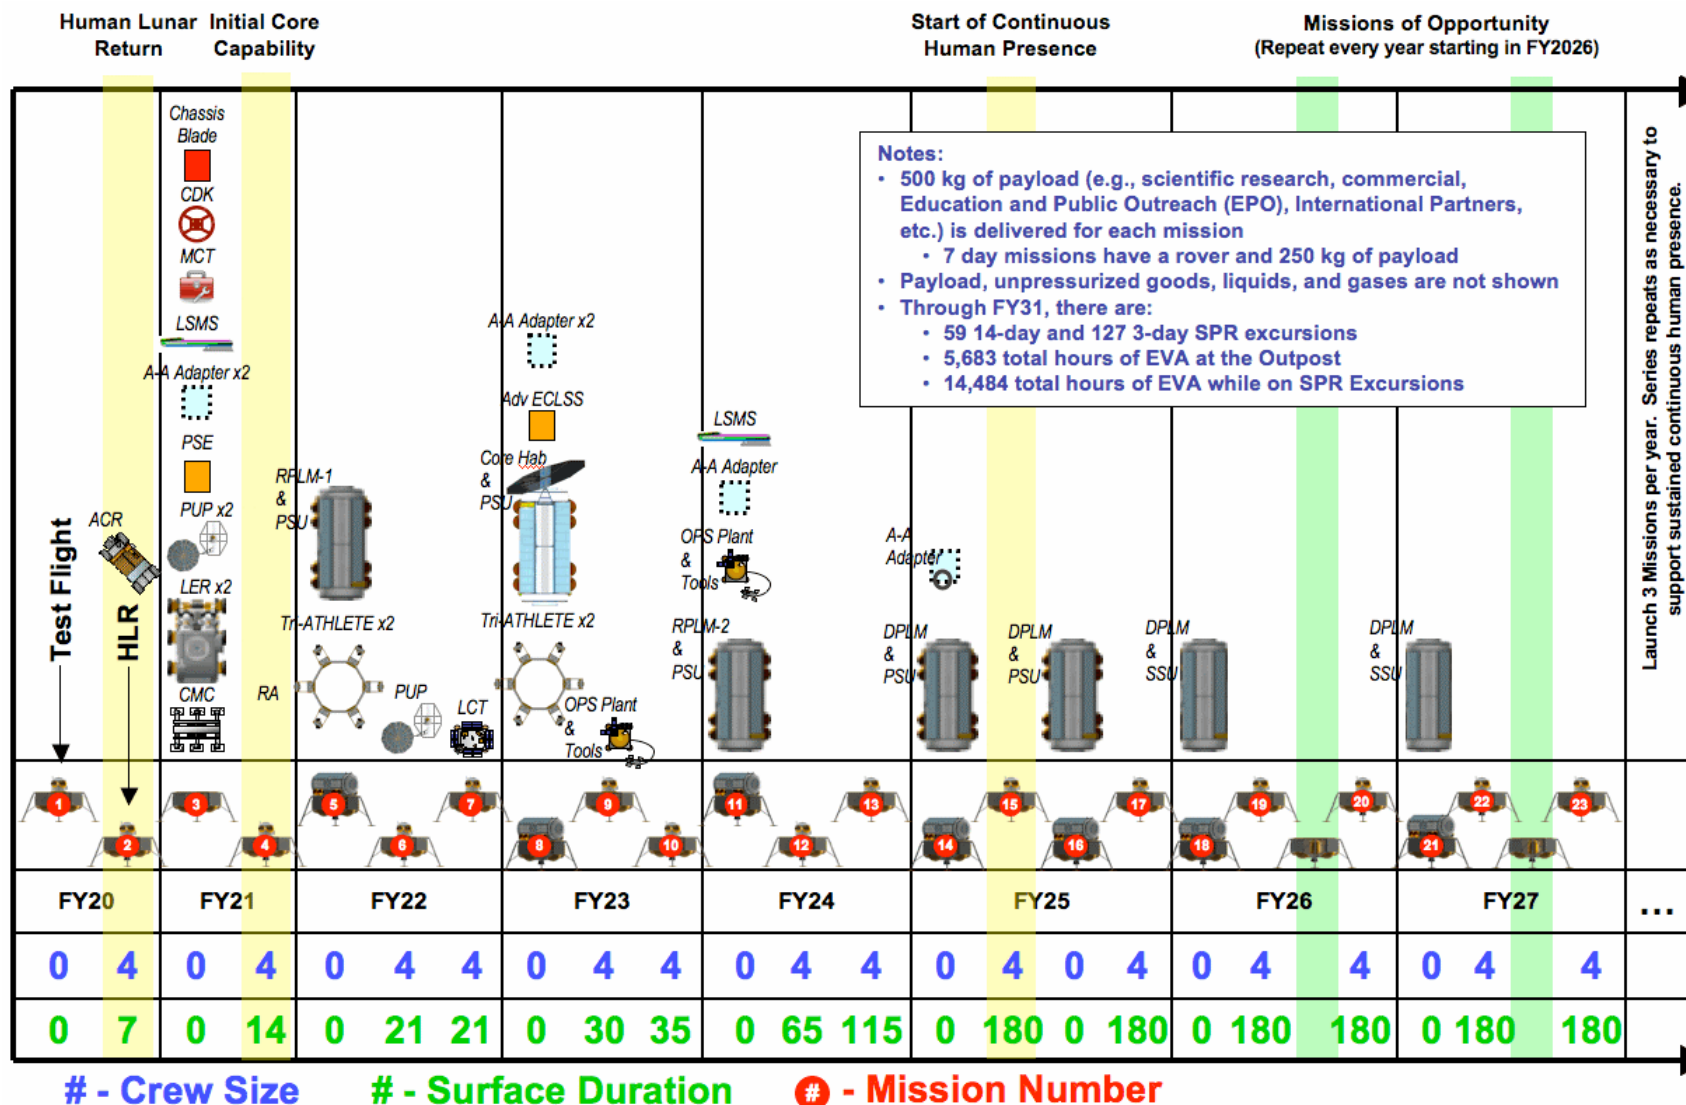 Human Lunar Return
Initial Core Capability
Start of Continuous Human Presence
Missions of Opportunity
(Repeat every year starting in FY2026)
Test Flight
ACR
HLR
Chassis Blade
CDK
MCT
LSMS
A-A Adapter x2
PSE
PUP x2
LER x2
CMC
RA
RPLM-1 & PSU
Tri-ATHLETE x2
PUP
LCT
A-A Adapter x2
Adv ECLSS
Core Hab & PSU
Tri-ATHLETE x2
OPS Plant & Tools
LSMS
A-A Adapter
OPS Plant & Tools
RPLM-2 & PSU
A-A Adapter
DPLM & PSU
DPLM & PSU
DPLM & SSU
DPLM & SSU
Notes:
• 500 kg of payload (e.g., scientific research, commercial,
Education and Public Outreach (EPO), International Partners,
etc.) is delivered for each mission
• 7 day missions have a rover and 250 kg of payload
• Payload, unpressurized goods, liquids, and gases are not shown
• Through FY31, there are:
• 59 14-day and 127 3-day SPR excursions
• 5,683 total hours of EVA at the Outpost
• 14,484 total hours of EVA while on SPR Excursions
Launch 3 Missions per year. Series repeats as necessary to
support sustained continuous human presence.
1 2 3 4 5 6 7 8 9 10 11 12 13 14 15 16 17 18 19 20 21 22 23
FY20 FY21 FY22 FY23 FY24 FY25 FY26 FY27 ...
0 4 0 4 0 4 4 0 4 4 0 4 4 0 4 0 4 0 4 4 0 4 4
0 7 0 14 0 21 21 0 30 35 0 65 115 0 180 0 180 0 180 180 0 180 180
# - Crew Size # - Surface Duration # - Mission Number